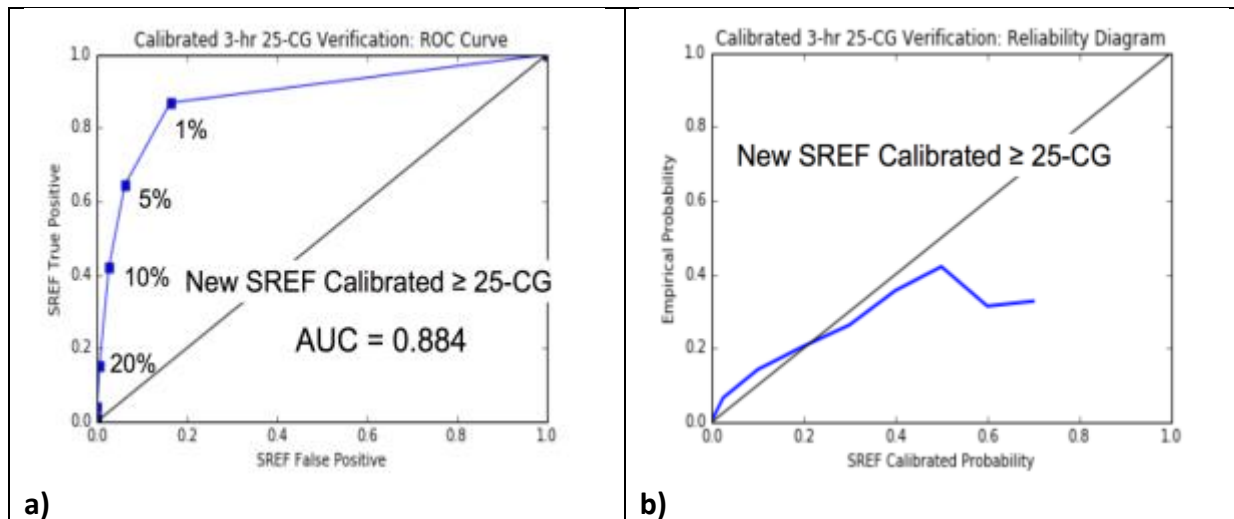 Calibrated 3-hr 25-CG Verification: ROC Curve
1.0
0.8
0.6
0.4
0.2
0.0
SREF True Positive
1%
5%
10%
20%
New SREF Calibrated ≥ 25-CG
AUC = 0.884
0.0 0.2 0.4 0.6 0.8 1.0
SREF False Positive
a)
Calibrated 3-hr 25-CG Verification: Reliability Diagram
1.0
0.8
0.6
0.4
0.2
0.0
Empirical Probability
New SREF Calibrated ≥ 25-CG
0.0 0.2 0.4 0.6 0.8 1.0
SREF Calibrated Probability
b)